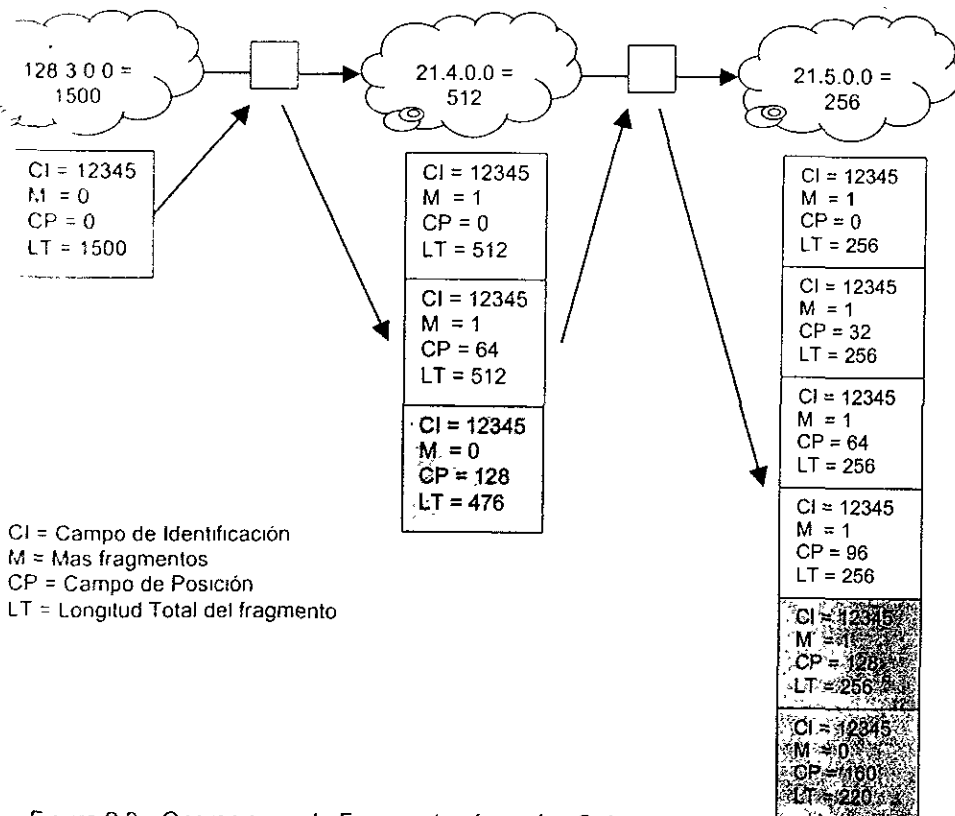 128 3 0 0 =
1500
21.4.0.0 =
512
21.5.0.0 =
256
CI = 12345
M = 0
CP = 0
LT = 1500
CI = 12345
M = 1
CP = 0
LT = 512
CI = 12345
M = 1
CP = 64
LT = 512
CI = 12345
M = 0
CP = 128
LT = 476
CI = 12345
M = 1
CP = 0
LT = 256
CI = 12345
M = 1
CP = 32
LT = 256
CI = 12345
M = 1
CP = 64
LT = 256
CI = 12345
M = 1
CP = 96
LT = 256
CI = 12345
M = 1
CP = 128
LT = 256
CI = 12345
M = 0
CP = 160
LT = 220
CI = Campo de Identificación
M = Mas fragmentos
CP = Campo de Posición
LT = Longitud Total del fragmento